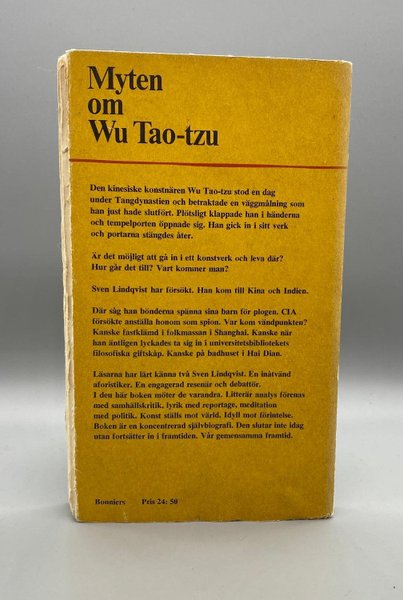 Myten
om
Wu Tao-tzu
Den kinesiske konstnären Wu Tao-tzu stod en dag
under Tangdynastien och betraktade en väggmålning som
han just hade slutfört. Plötsligt klappade han i händerna
och tempelporten öppnade sig. Han gick in i sitt verk
och portarna stängdes åter.
Är det möjligt att gå in i ett konstverk och leva där?
Hur går det till? Vart kommer man?
Sven Lindqvist har försökt. Han kom till Kina och Indien.
Där såg han bönderna spänna sina barn för plogen. CIA
försökte anställa honom som spion. Var kom vändpunkten?
Kanske fastklämd i folkmassan i Shanghai. Kanske när
han äntligen lyckades ta sig in i universitetsbibliotekets
filosofiska giftskåp. Kanske på badhuset i Hai Dian.
Läsarna har lärt känna två Sven Lindqvist. En inåtvänd
aforistiker. En engagerad resenär och debattör.
I den här boken möter de varandra. Litterär analys förenas
med samhällskritik, lyrik med reportage, meditation
med politik. Konst ställs mot värld. Idyll mot förintelse.
Boken är en koncentrerad självbiografi. Den slutar inte idag
utan fortsätter in i framtiden. Vår gemensamma framtid.
Bonniers Pris 24: 50